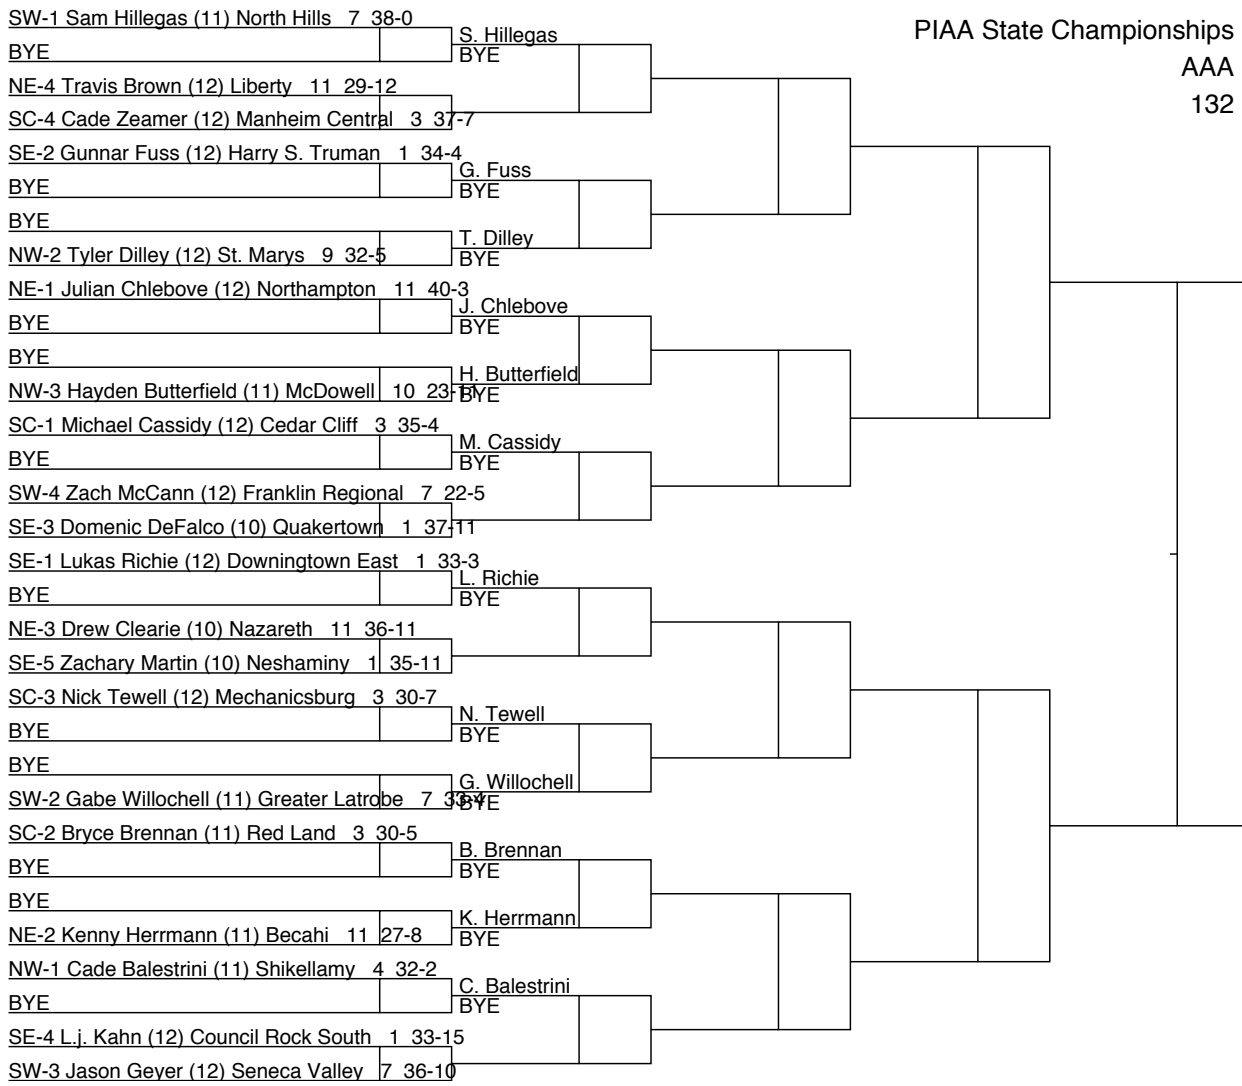 PIAA State Championships
AAA
132
SW-1 Sam Hillegas (11) North Hills 7 38-0
BYE
NE-4 Travis Brown (12) Liberty 11 29-12
SC-4 Cade Zeamer (12) Manheim Central 3 37-7
SE-2 Gunnar Fuss (12) Harry S. Truman 1 34-4
BYE
BYE
NW-2 Tyler Dilley (12) St. Marys 9 32-5
NE-1 Julian Chlebove (12) Northampton 11 40-3
BYE
BYE
NW-3 Hayden Butterfield (11) McDowell 10 23-11
SC-1 Michael Cassidy (12) Cedar Cliff 3 35-4
BYE
SW-4 Zach McCann (12) Franklin Regional 7 22-5
SE-3 Domenic DeFalco (10) Quakertown 1 37-11
SE-1 Lukas Richie (12) Downingtown East 1 33-3
BYE
NE-3 Drew Clearie (10) Nazareth 11 36-11
SE-5 Zachary Martin (10) Neshaminy 1 35-11
SC-3 Nick Tewell (12) Mechanicsburg 3 30-7
BYE
BYE
SW-2 Gabe Willochell (11) Greater Latrobe 7 33-4
SC-2 Bryce Brennan (11) Red Land 3 30-5
BYE
BYE
NE-2 Kenny Herrmann (11) Becahi 11 27-8
NW-1 Cade Balestrini (11) Shikellamy 4 32-2
BYE
SE-4 L.j. Kahn (12) Council Rock South 1 33-15
SW-3 Jason Geyer (12) Seneca Valley 7 36-10
S. Hillegas
BYE
G. Fuss
BYE
T. Dilley
BYE
J. Chlebove
BYE
H. Butterfield
BYE
M. Cassidy
BYE
L. Richie
BYE
N. Tewell
BYE
G. Willochell
BYE
B. Brennan
BYE
K. Herrmann
BYE
C. Balestrini
BYE